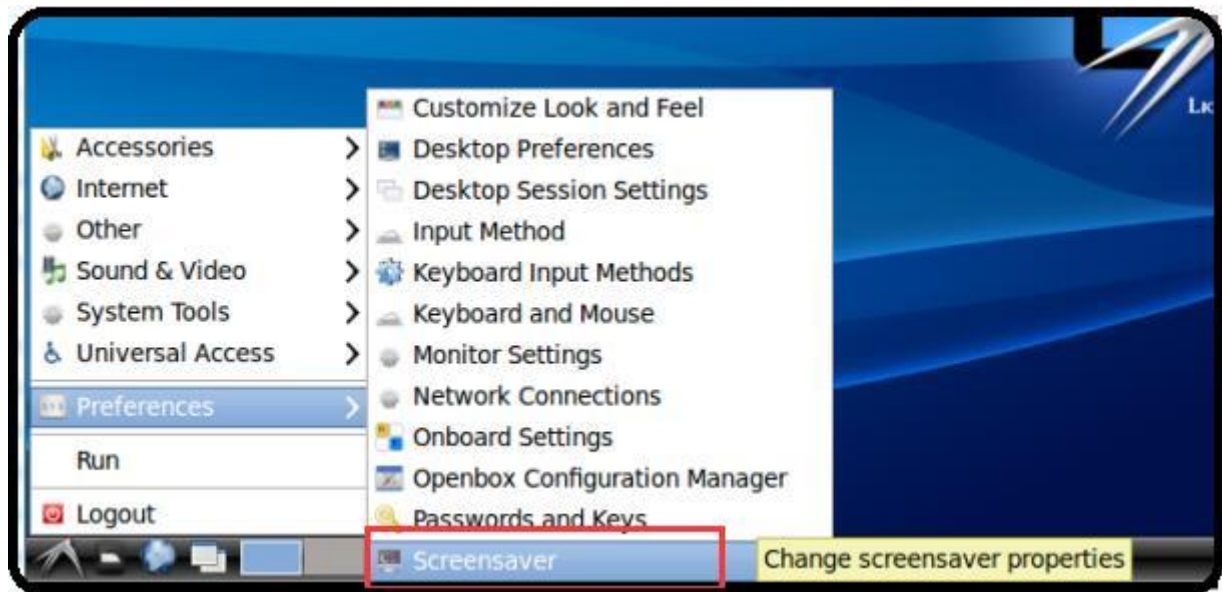 Lig
Accessories
Internet
Other
Sound & Video
System Tools
Universal Access
Preferences
Run
Logout
Customize Look and Feel
Desktop Preferences
Desktop Session Settings
Input Method
Keyboard Input Methods
Keyboard and Mouse
Monitor Settings
Network Connections
Onboard Settings
Openbox Configuration Manager
Passwords and Keys
Screensaver
Change screensaver properties